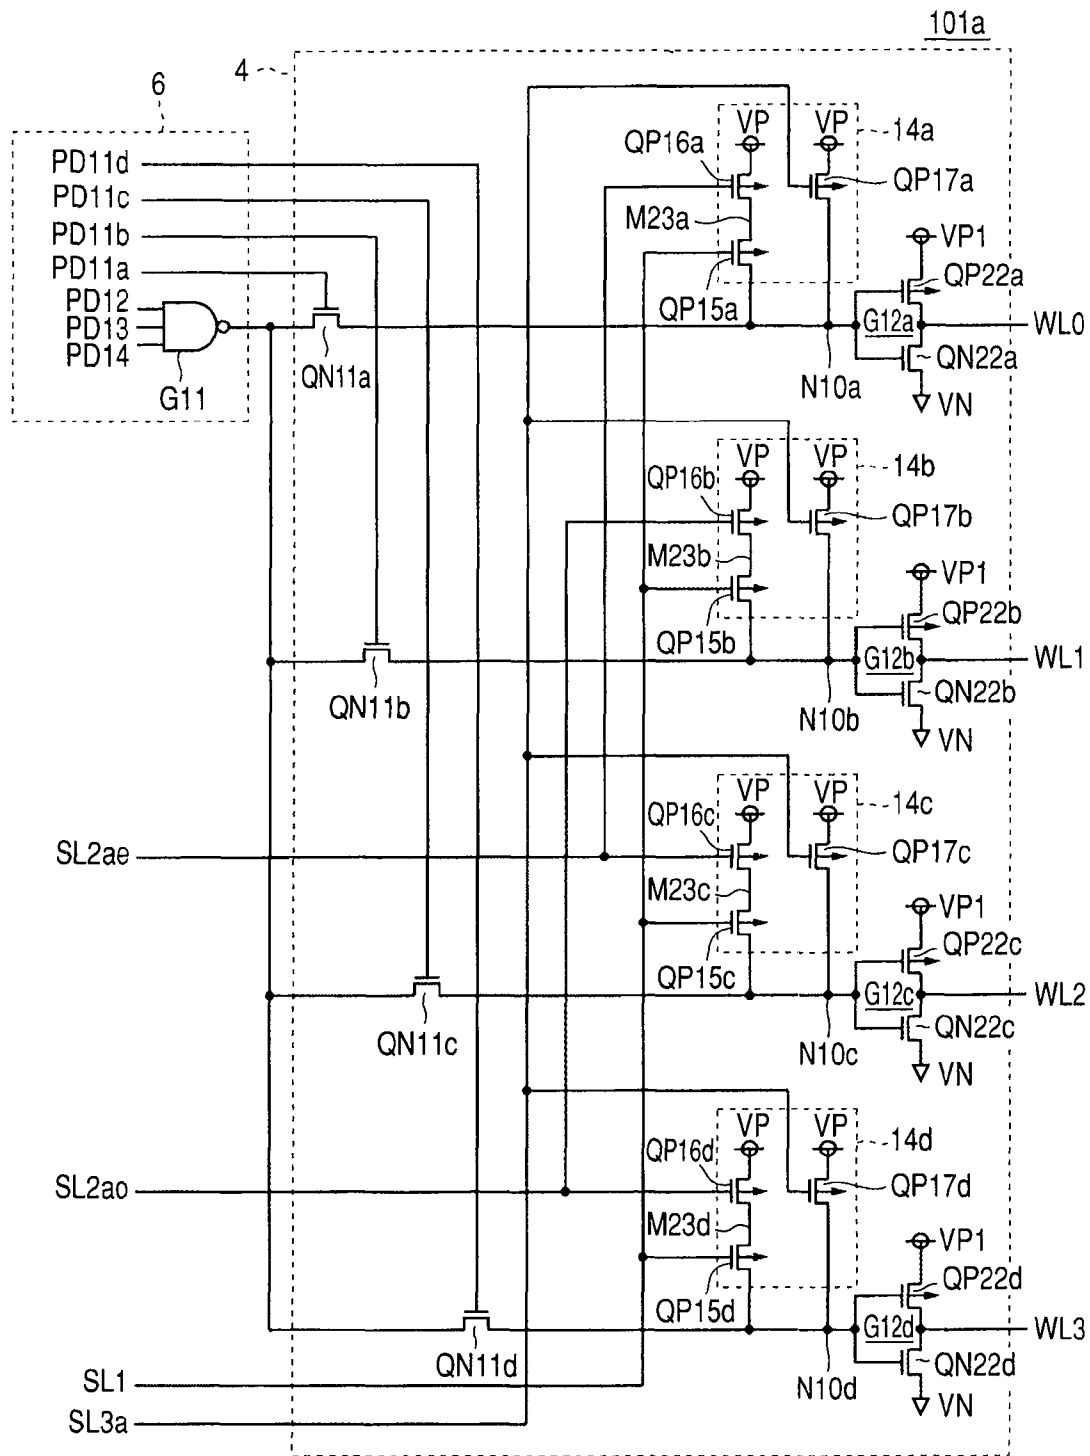 101a
4
6
PD11d
PD11c
PD11b
PD11a
PD12
PD13
PD14
G11
QN11a
VP
VP
14a
QP16a
QP17a
M23a
QP15a
VP1
QP22a
G12a
WL0
QN22a
N10a
VN
VP
VP
14b
QP16b
QP17b
M23b
QP15b
VP1
QP22b
G12b
WL1
QN11b
QN22b
N10b
VN
VP
VP
14c
QP16c
SL2ae
QP17c
M23c
QP15c
VP1
QP22c
G12c
WL2
QN11c
QN22c
N10c
VN
VP
VP
14d
QP16d
SL2ao
QP17d
M23d
QP15d
VP1
QP22d
G12d
WL3
QN11d
QN22d
N10d
VN
SL1
SL3a